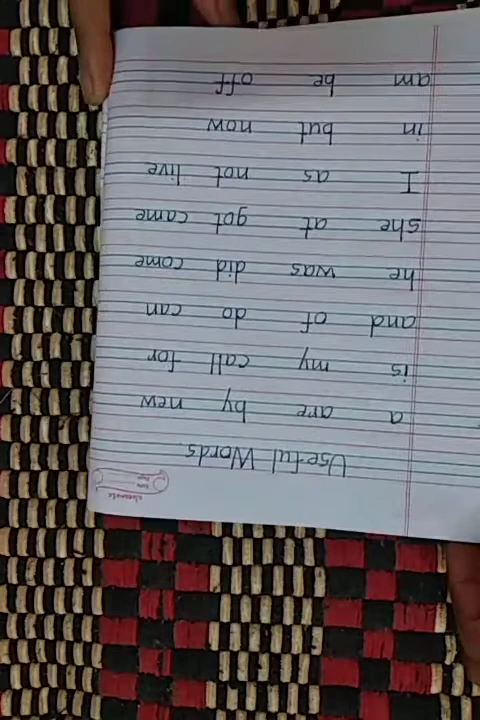 Useful Words
a are by new
is my call for
and of do can
he was did come
she at got came
I as not live
in but now
am be off